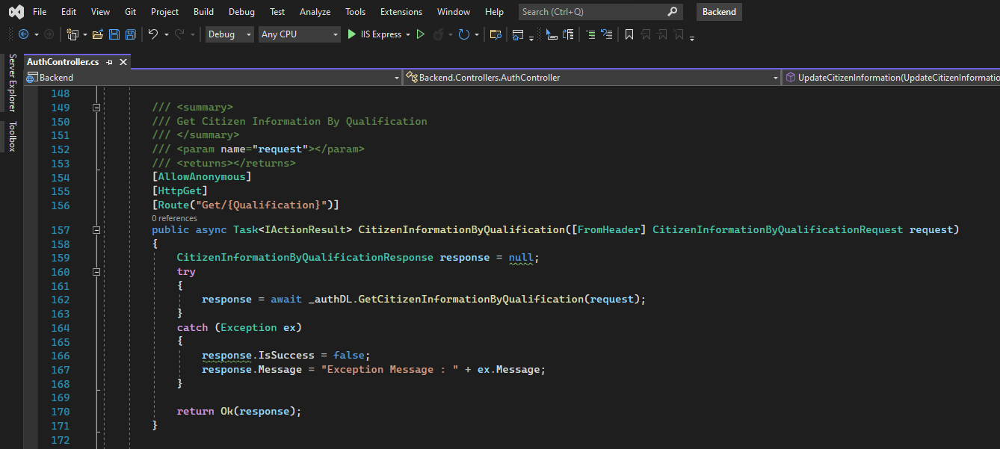 File Edit View Git Project Build Debug Test Analyze Tools Extensions Window Help Search (Ctrl+Q) Backend
Debug Any CPU IIS Express
Server Explorer
Toolbox
AuthController.cs
Backend Backend.Controllers.AuthController UpdateCitizenInformation(UpdateCitizenInformatio
148
149 /// <summary>
150 /// Get Citizen Information By Qualification
151 /// </summary>
152 /// <param name="request"></param>
153 /// <returns></returns>
154 [AllowAnonymous]
155 [HttpGet]
156 [Route("Get/{Qualification}")]
0 references
157 public async Task<IActionResult> CitizenInformationByQualification([FromHeader] CitizenInformationByQualificationRequest request)
158 {
159 CitizenInformationByQualificationResponse response = null;
160 try
161 {
162 response = await _authDL.GetCitizenInformationByQualification(request);
163 }
164 catch (Exception ex)
165 {
166 response.IsSuccess = false;
167 response.Message = "Exception Message : " + ex.Message;
168 }
169
170 return Ok(response);
171 }
172